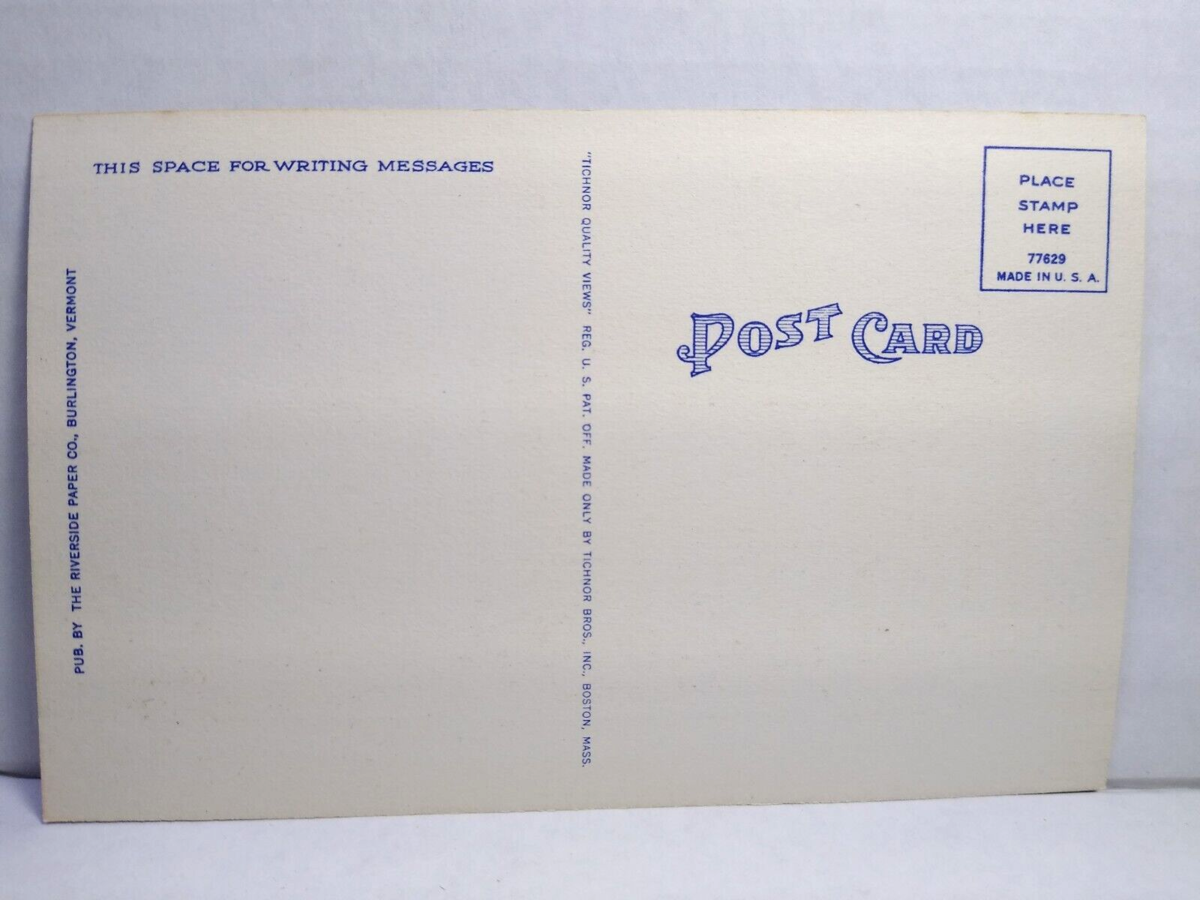 THIS SPACE FOR WRITING MESSAGES
PUB. BY THE RIVERSIDE PAPER CO., BURLINGTON, VERMONT
"TICHNOR QUALITY VIEWS" REG. U. S. PAT. OFF. MADE ONLY BY TICHNOR BROS., INC., BOSTON, MASS.
PLACE
STAMP
HERE
77629
MADE IN U. S. A.
POST CARD